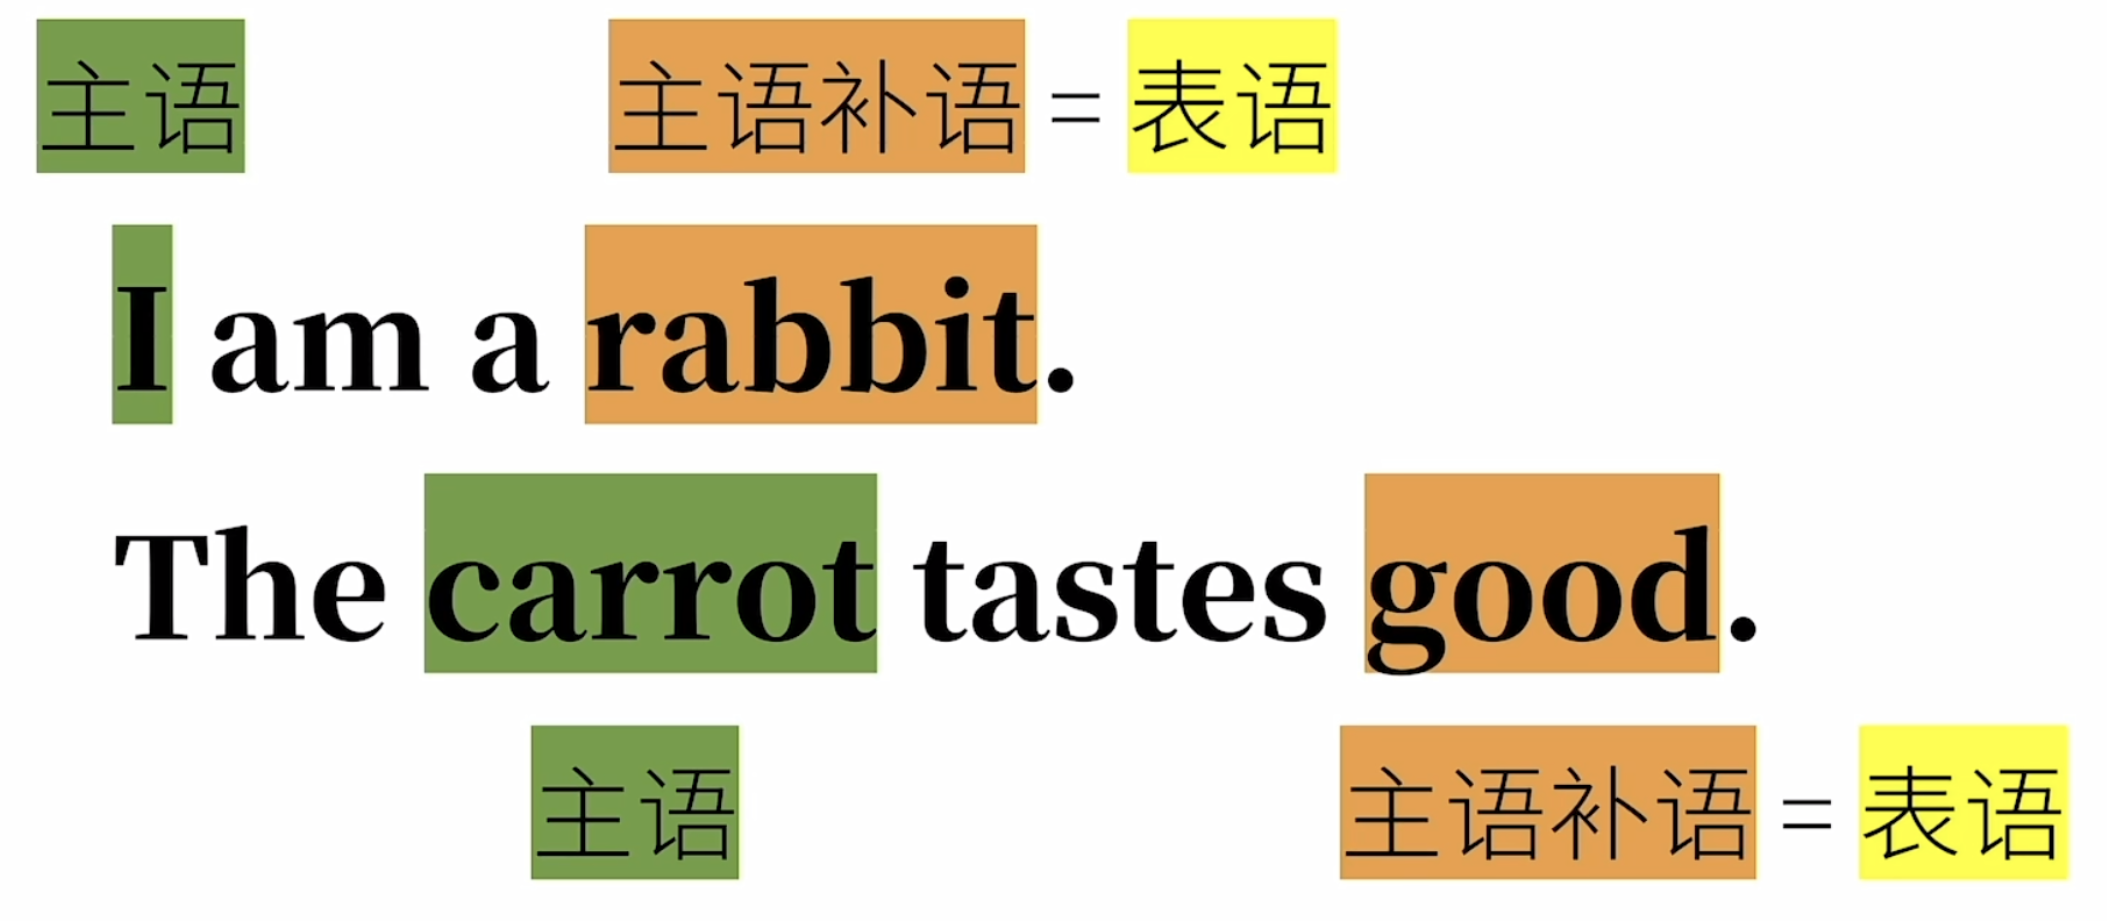 主语 主语补语 = 表语
I am a rabbit.
The carrot tastes good.
主语 主语补语 = 表语